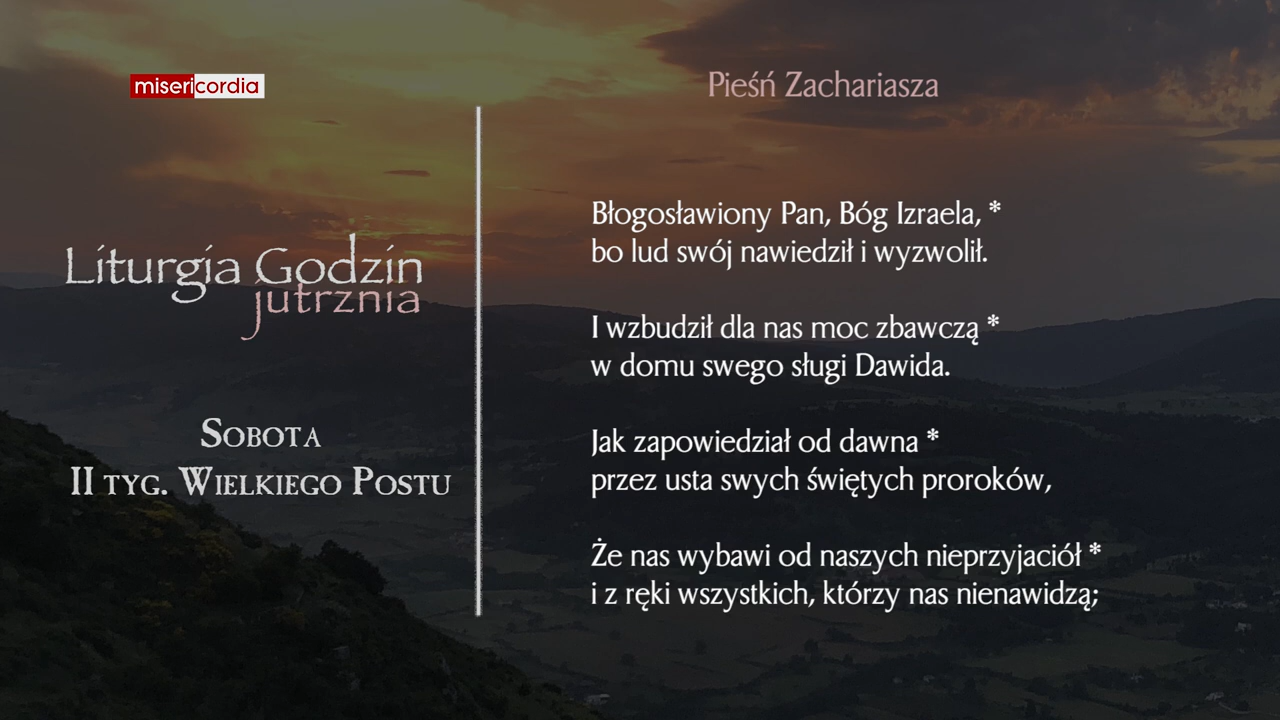 misericordia
Liturgia Godzin
jutrznia
Sobota
II tyg. Wielkiego Postu
Pieśń Zachariasza
Błogosławiony Pan, Bóg Izraela, *
bo lud swój nawiedził i wyzwolił.
I wzbudził dla nas moc zbawczą *
w domu swego sługi Dawida.
Jak zapowiedział od dawna *
przez usta swych świętych proroków,
Że nas wybawi od naszych nieprzyjaciół *
i z ręki wszystkich, którzy nas nienawidzą;